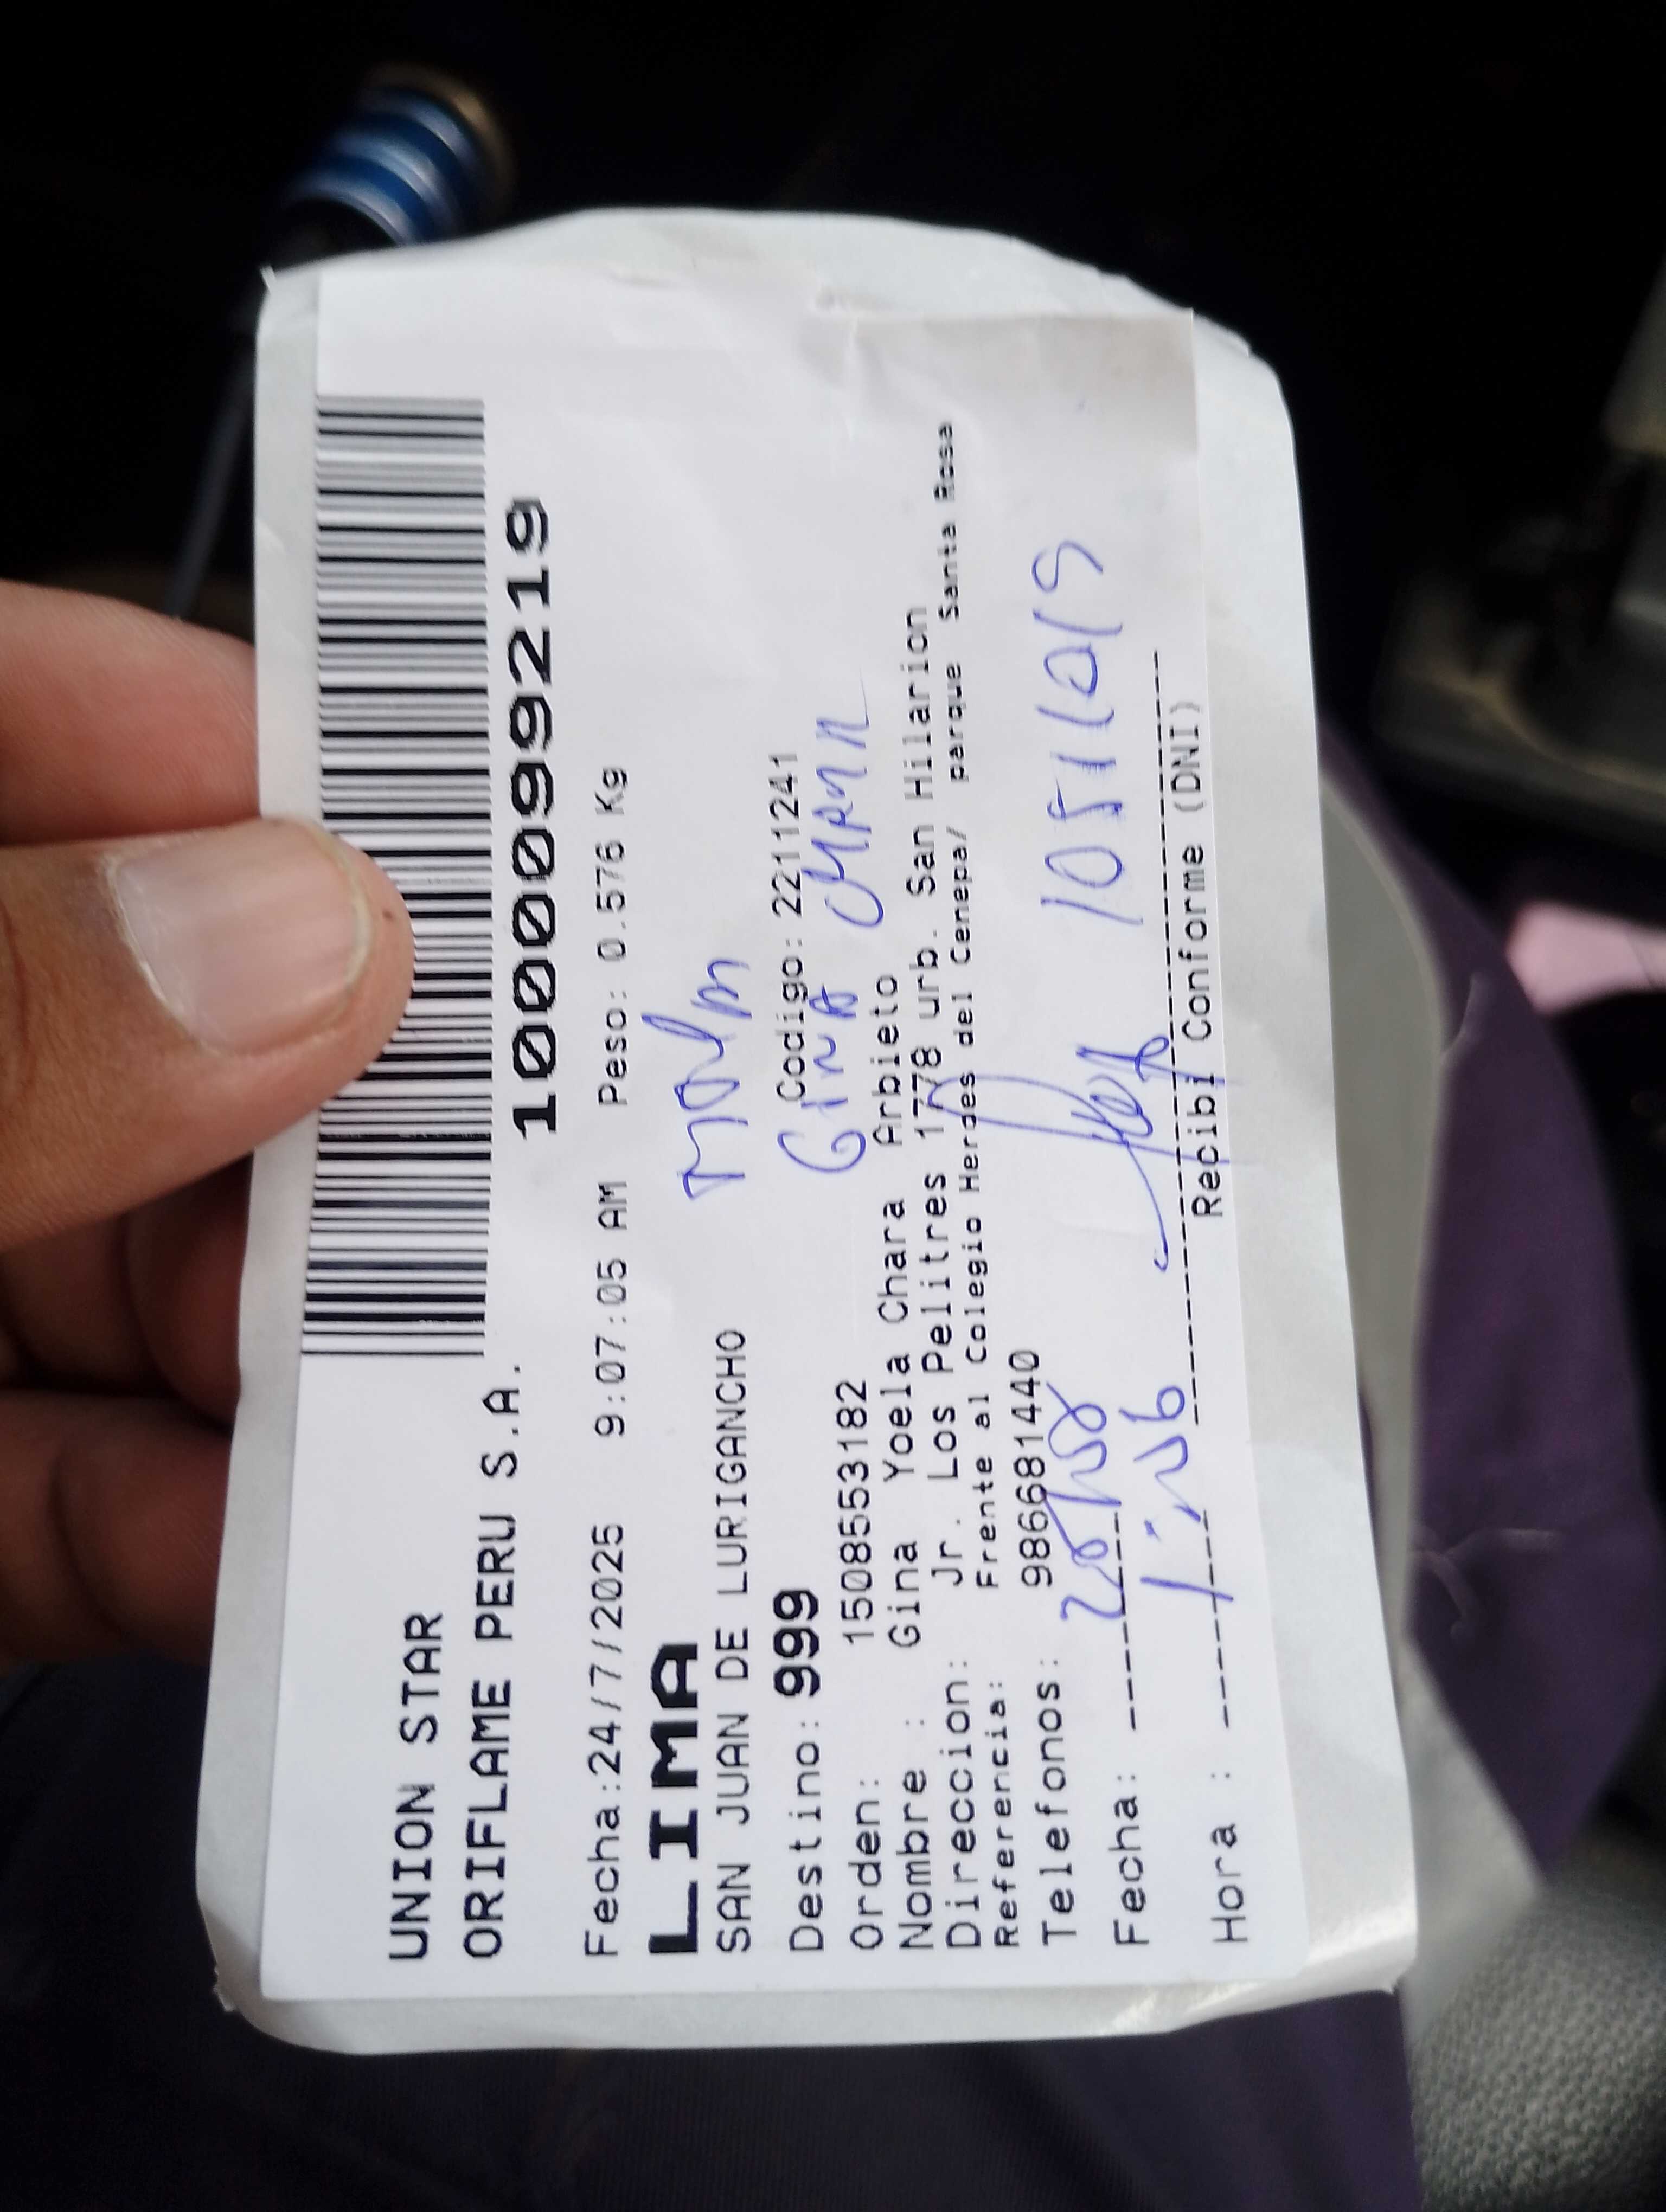 UNION STAR
ORIFLAME PERU S.A.
1000099219
Fecha:24/7/2025 9:07:05 AM Peso: 0.576 Kg
LIMA
SAN JUAN DE LURIGANCHO
Destino: 999
Codigo: 2211241
Gina
Orden: 1508553182
Nombre : Gina Yoela Chara Arbieto
Direccion: Jr. Los Pelitres 1778 urb. San Hilarion
Referencia: Frente al Colegio Heroes del Cenepa/ parque Santa Rosa
Telefonos: 986681440
Fecha:
Hora :
Recibi Conforme (DNI)